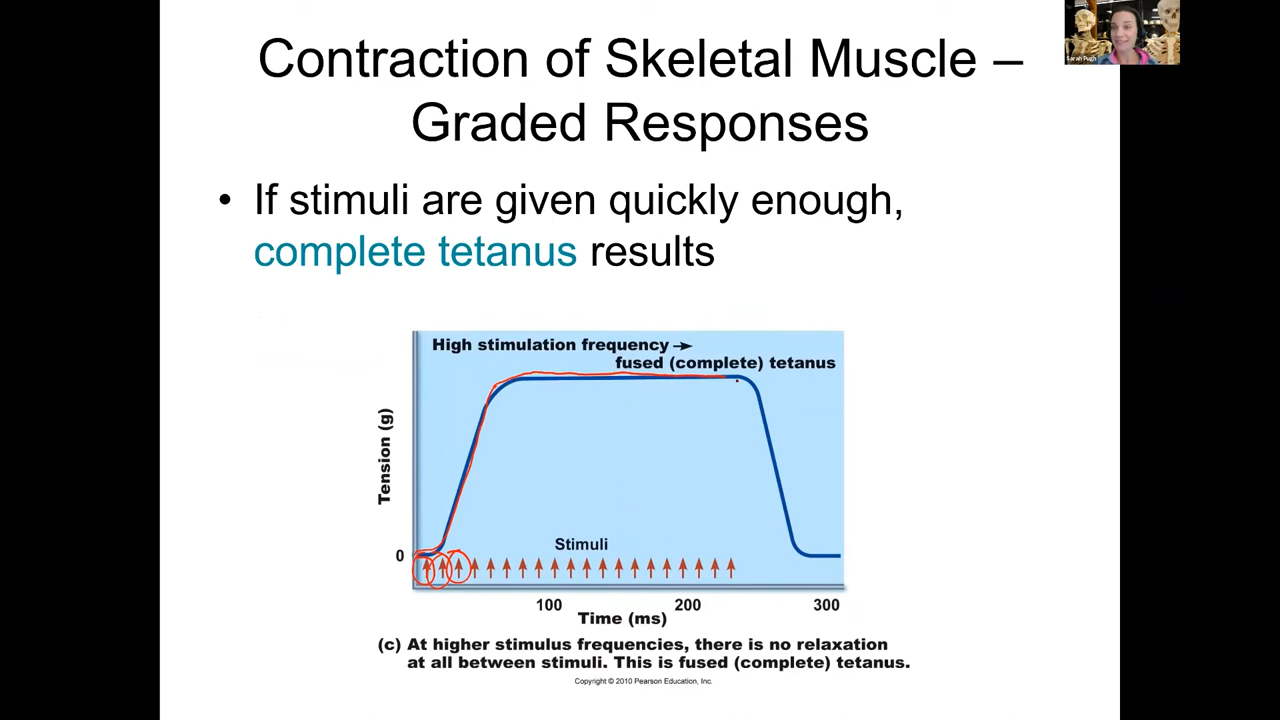 Contraction of Skeletal Muscle –
Graded Responses
Sarah Pugh
• If stimuli are given quickly enough,
complete tetanus results
High stimulation frequency →
fused (complete) tetanus
Tension (g)
0
Stimuli
100 200 300
Time (ms)
(c) At higher stimulus frequencies, there is no relaxation
at all between stimuli. This is fused (complete) tetanus.
Copyright © 2010 Pearson Education, Inc.